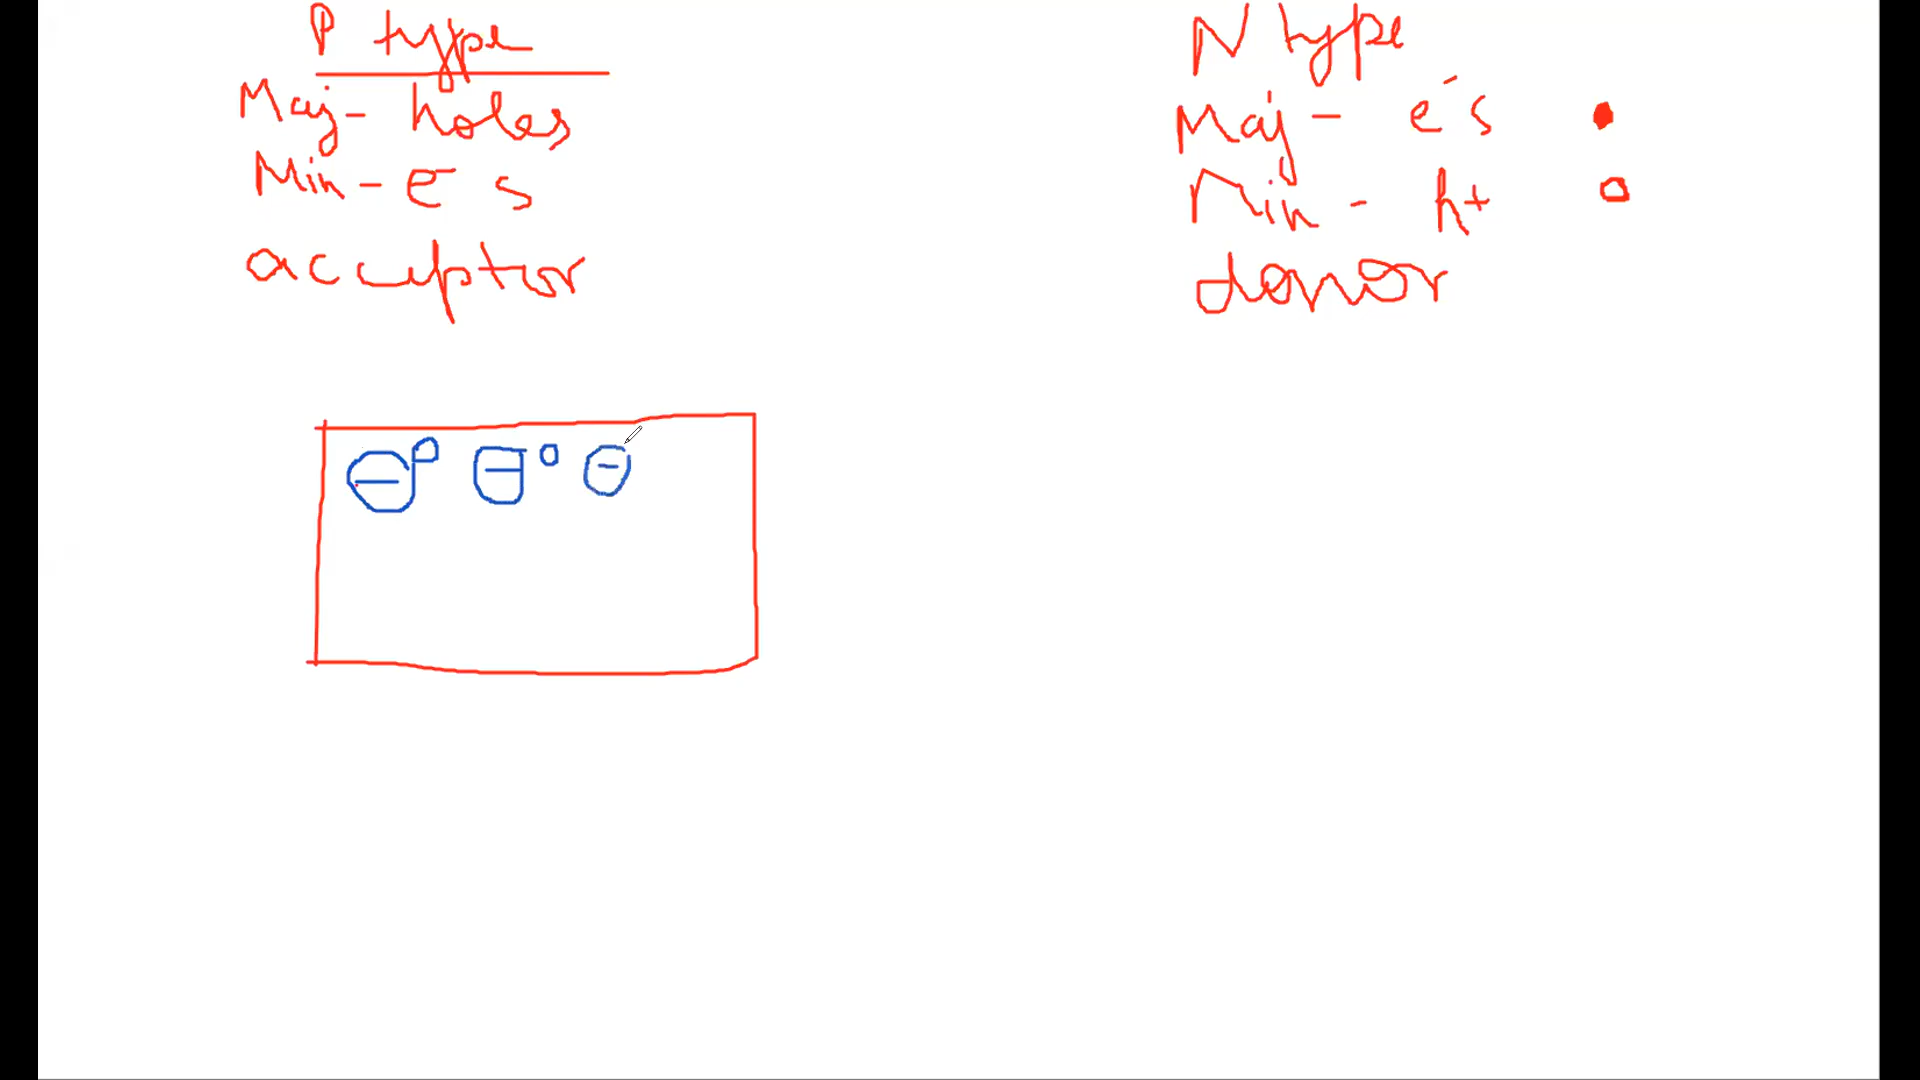 P type
Maj - holes
Min - e⁻s
acceptor
N type
Maj - e⁻s
Min - h+
donor